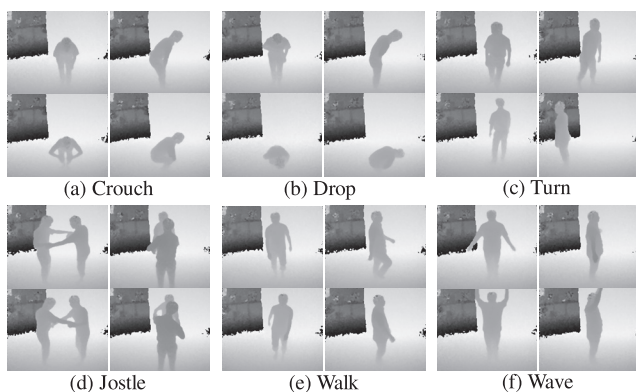 (a) Crouch
(b) Drop
(c) Turn
(d) Jostle
(e) Walk
(f) Wave